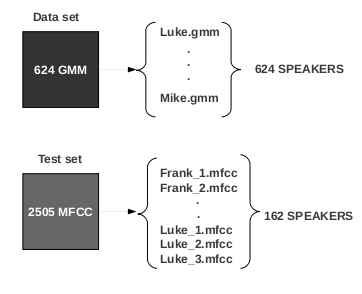 Data set
624 GMM
Luke.gmm
.
.
.
Mike.gmm
624 SPEAKERS
Test set
2505 MFCC
Frank_1.mfcc
Frank_2.mfcc
.
.
Luke_1.mfcc
Luke_2.mfcc
Luke_3.mfcc
162 SPEAKERS